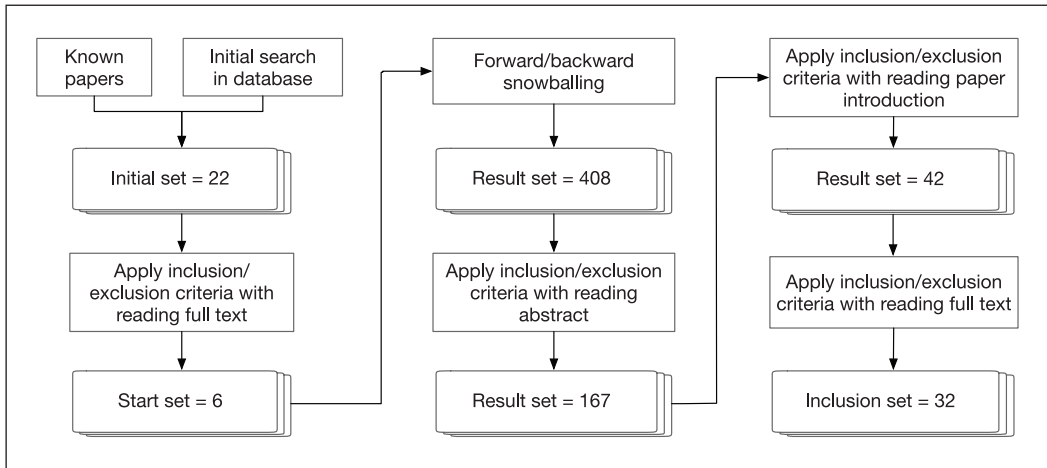 Known
papers
Initial search
in database
Initial set = 22
Apply inclusion/
exclusion criteria with
reading full text
Start set = 6
Forward/backward
snowballing
Result set = 408
Apply inclusion/exclusion
criteria with reading
abstract
Result set = 167
Apply inclusion/exclusion
criteria with reading paper
introduction
Result set = 42
Apply inclusion/exclusion
criteria with reading full text
Inclusion set = 32